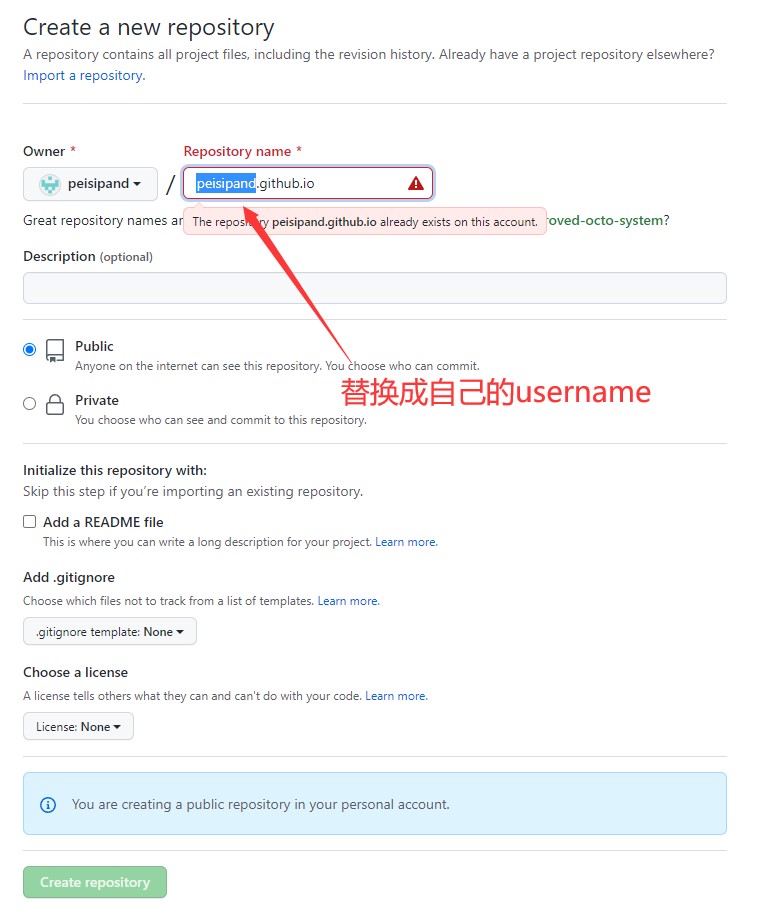 Create a new repository
A repository contains all project files, including the revision history. Already have a project repository elsewhere?
Import a repository.
Owner *
Repository name *
peisipand
/
peisipand.github.io
Great repository names ar
The repository peisipand.github.io already exists on this account.
oved-octo-system?
Description (optional)
Public
Anyone on the internet can see this repository. You choose who can commit.
替换成自己的username
Private
You choose who can see and commit to this repository.
Initialize this repository with:
Skip this step if you're importing an existing repository.
Add a README file
This is where you can write a long description for your project. Learn more.
Add .gitignore
Choose which files not to track from a list of templates. Learn more.
.gitignore template: None
Choose a license
A license tells others what they can and can't do with your code. Learn more.
License: None
You are creating a public repository in your personal account.
Create repository